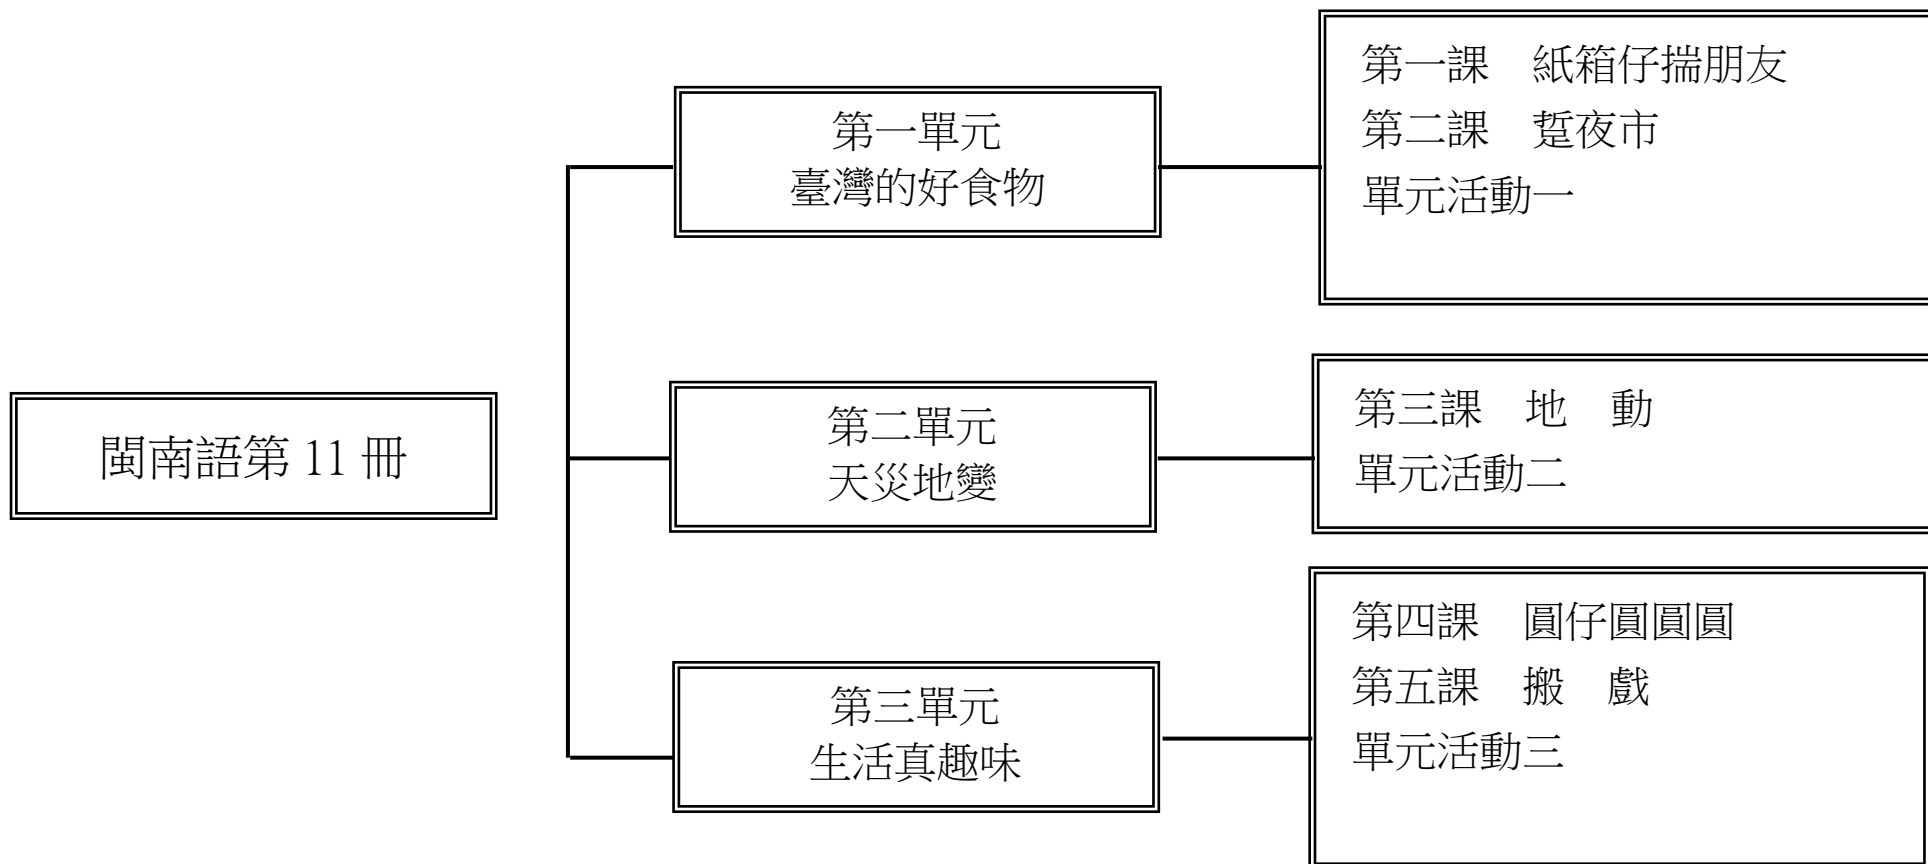 閩南語第 11 冊
第一單元
臺灣的好食物
第一課　紙箱仔揣朋友
第二課　踅夜市
單元活動一
第二單元
天災地變
第三課　地　動
單元活動二
第三單元
生活真趣味
第四課　圓仔圓圓圓
第五課　搬　戲
單元活動三